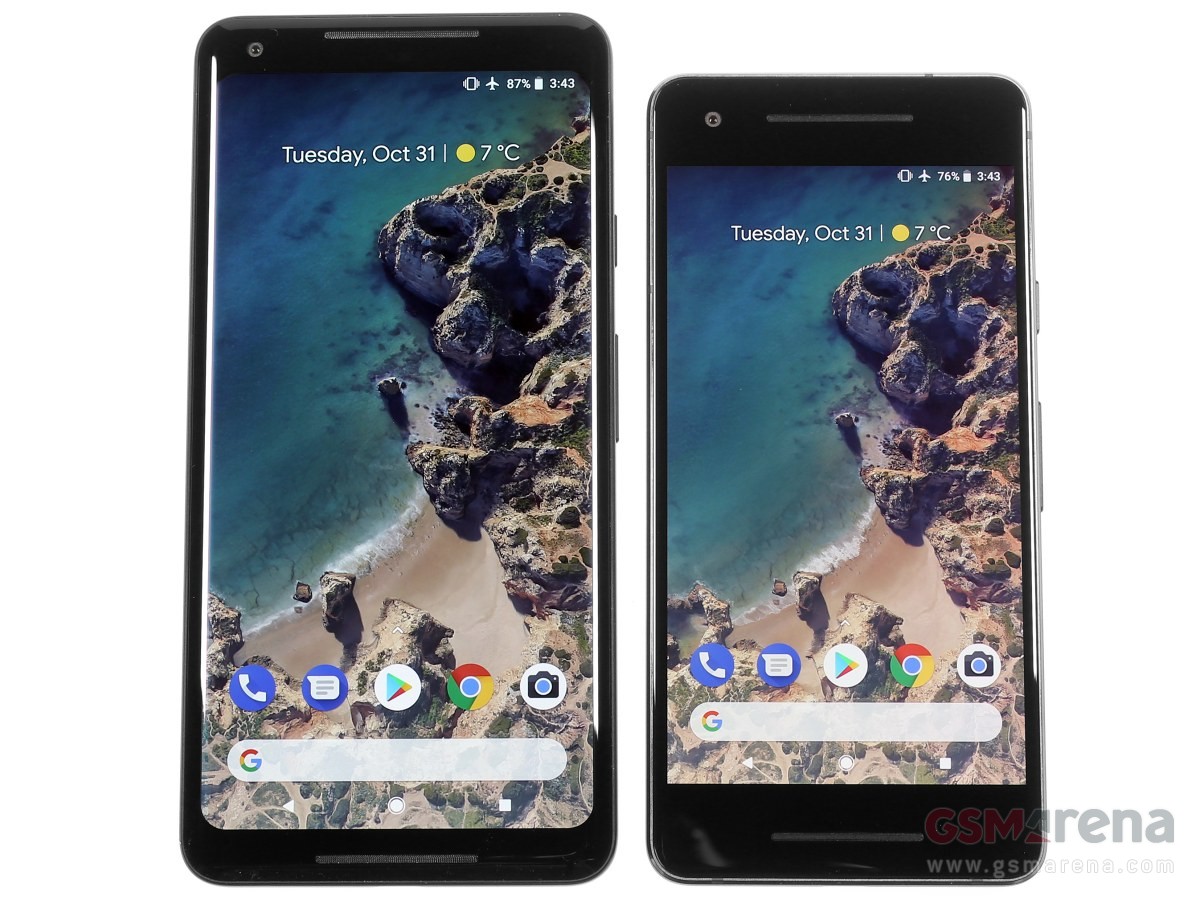 87% 3:43
Tuesday, Oct 31 | 7 °C
G
76% 3:43
Tuesday, Oct 31 | 7 °C
G
GSMarena
www.gsmarena.com